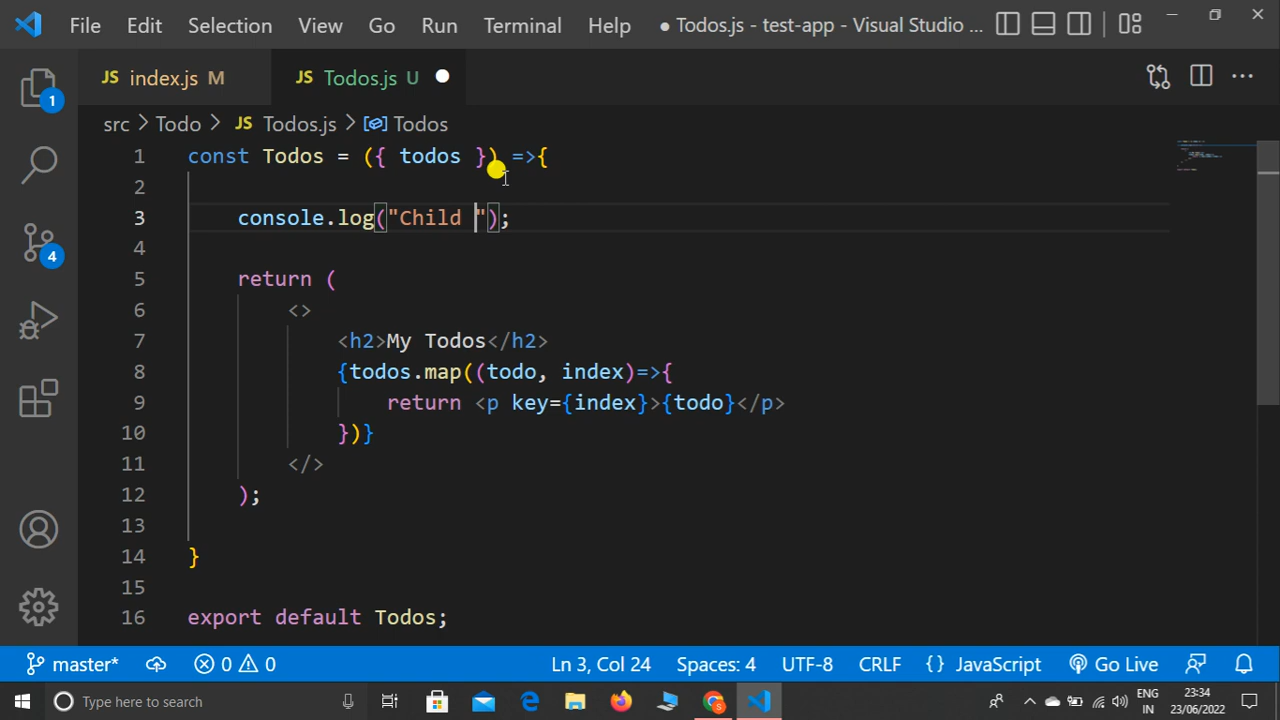 File Edit Selection View Go Run Terminal Help ● Todos.js - test-app - Visual Studio ...
JS index.js M JS Todos.js U
src > Todo > JS Todos.js > Todos
1 const Todos = ({ todos }) =>{
2
3 console.log("Child ");
4
5 return (
6 <>
7 <h2>My Todos</h2>
8 {todos.map((todo, index)=>{
9 return <p key={index}>{todo}</p>
10 })}
11 </>
12 );
13
14 }
15
16 export default Todos;
1
4
master* 0 0 Ln 3, Col 24 Spaces: 4 UTF-8 CRLF {} JavaScript Go Live
Type here to search
ENG
IN
23:34
23/06/2022